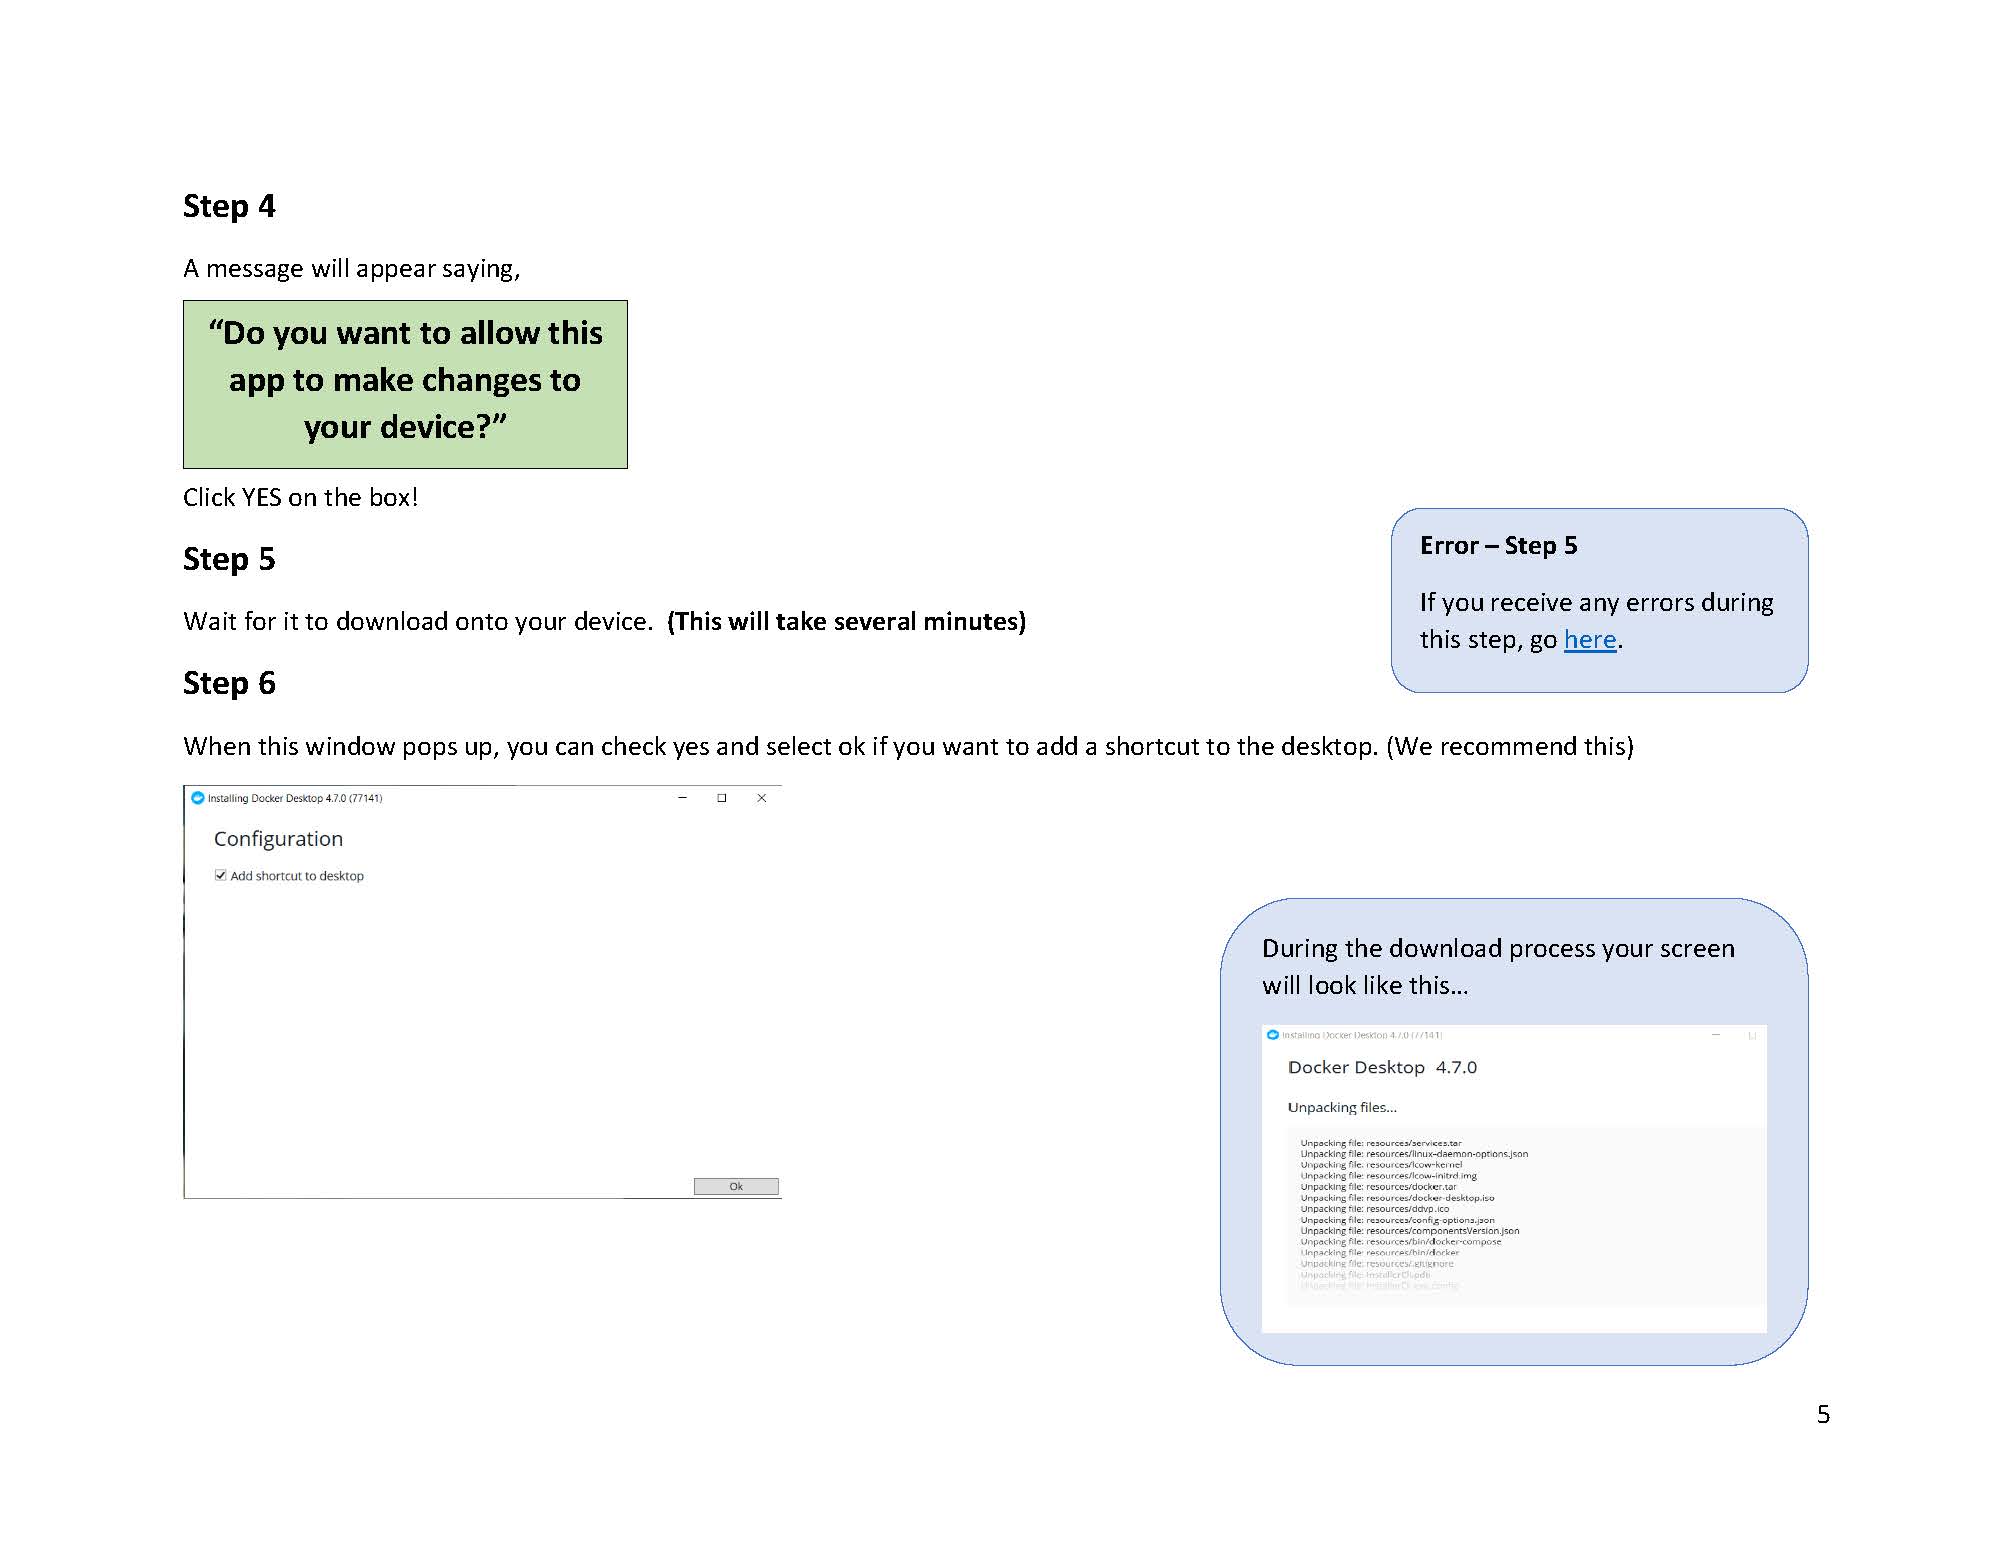 Step 4
A message will appear saying,
“Do you want to allow this
app to make changes to
your device?”
Click YES on the box!
Step 5
Wait for it to download onto your device.  (This will take several minutes)
Error – Step 5
If you receive any errors during
this step, go here.
Step 6
When this window pops up, you can check yes and select ok if you want to add a shortcut to the desktop. (We recommend this)
Installing Docker Desktop 4.7.0 (77141)
Configuration
Add shortcut to desktop
Ok
During the download process your screen
will look like this...
Installing Docker Desktop 4.7.0 (77141)
Docker Desktop 4.7.0
Unpacking files...
Unpacking file: resources/services.tar
Unpacking file: resources/linux-daemon-options.json
Unpacking file: resources/lcow-kernel
Unpacking file: resources/lcow-initrd.img
Unpacking file: resources/docker.tar
Unpacking file: resources/docker-desktop.iso
Unpacking file: resources/ddvp.ico
Unpacking file: resources/config-options.json
Unpacking file: resources/componentsVersion.json
Unpacking file: resources/bin/docker-compose
Unpacking file: resources/bin/docker
Unpacking file: resources/.gitignore
Unpacking file:
Unpacking file:
5